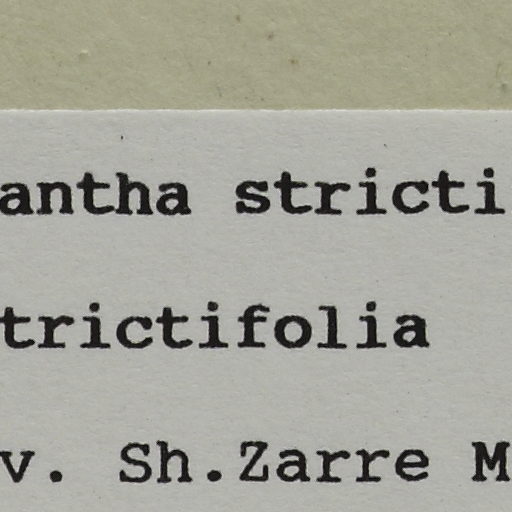 antha stricti
trictifolia
v. Sh.Zarre M